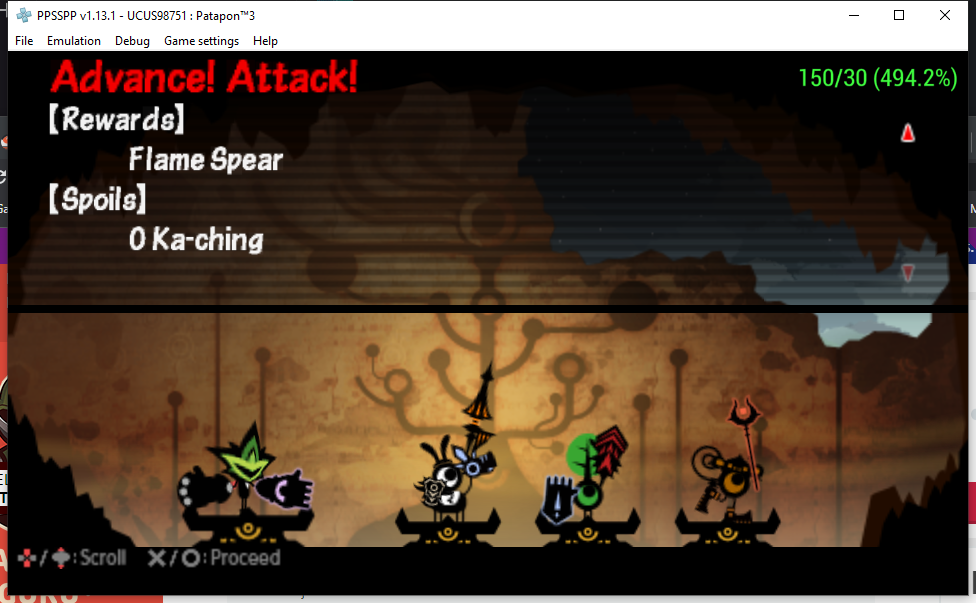 PPSSPP v1.13.1 - UCUS98751 : Patapon™3
File Emulation Debug Game settings Help
Advance! Attack!
150/30 (494.2%)
【Rewards】
Flame Spear
【Spoils】
0 Ka-ching
/ : Scroll X/O: Proceed